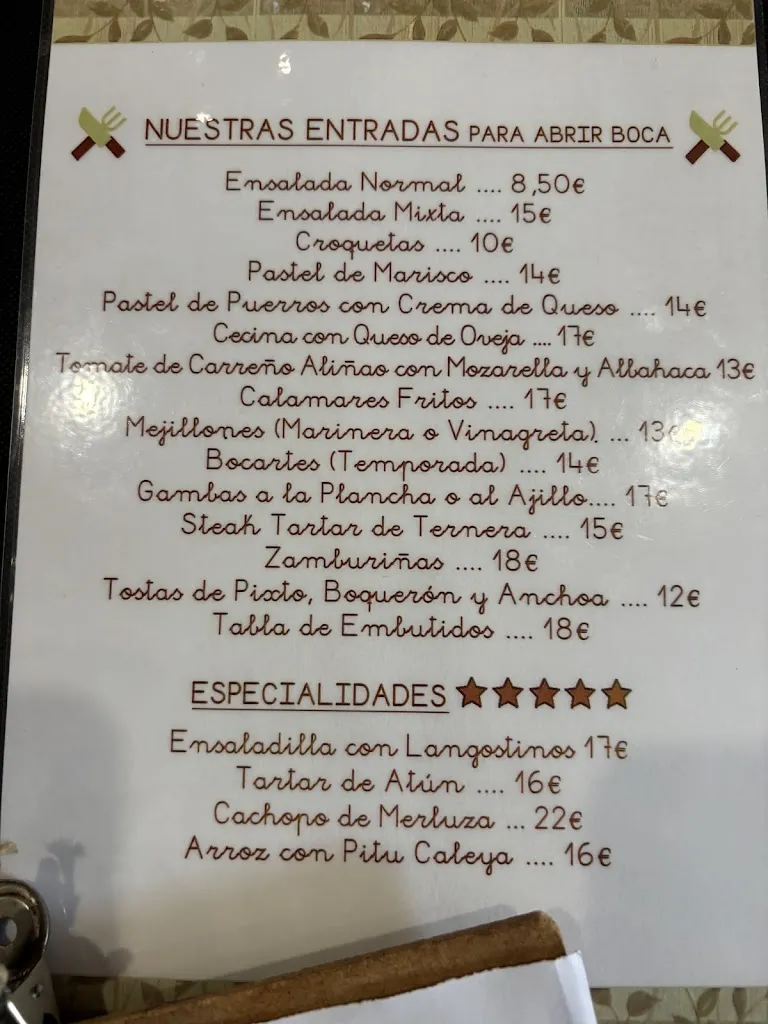 NUESTRAS ENTRADAS PARA ABRIR BOCA
Ensalada Normal .... 8,50€
Ensalada Mixta .... 15€
Croquetas .... 10€
Pastel de Marisco .... 14€
Pastel de Puerros con Crema de Queso .... 14€
Cecina con Queso de Oveja .... 17€
Tomate de Carreño Aliñao con Mozarella y Albahaca 13€
Calamares Fritos .... 17€
Mejillones (Marinera o Vinagreta). ... 13€
Bocartes (Temporada) .... 14€
Gambas a la Plancha o al Ajillo.... 17€
Steak Tartar de Ternera .... 15€
Zamburiñas .... 18€
Tostas de Pixto, Boquerón y Anchoa .... 12€
Tabla de Embutidos .... 18€
ESPECIALIDADES
Ensaladilla con Langostinos 17€
Tartar de Atún .... 16€
Cachopo de Merluza ... 22€
Arroz con Pitu Caleya .... 16€